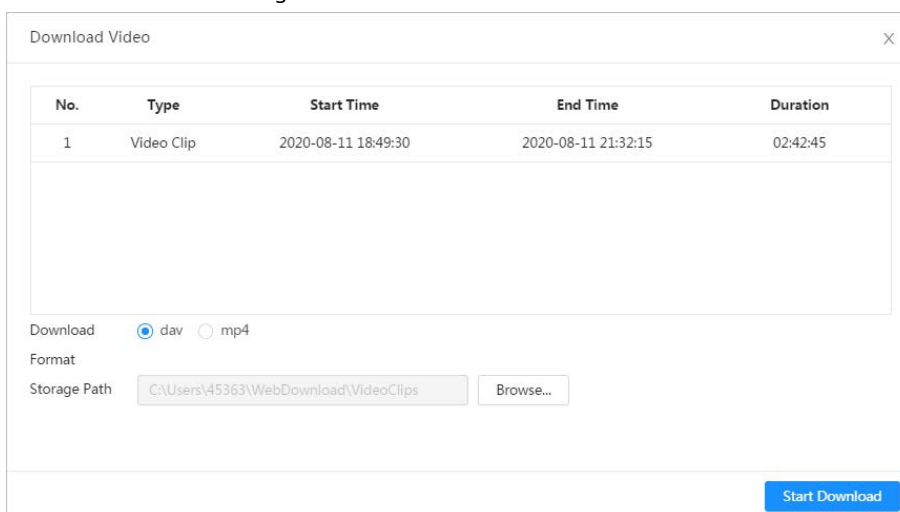 Download Video X
No. Type Start Time End Time Duration
1 Video Clip 2020-08-11 18:49:30 2020-08-11 21:32:15 02:42:45
Download dav mp4
Format
Storage Path C:\Users\45363\WebDownload\VideoClips Browse...
Start Download